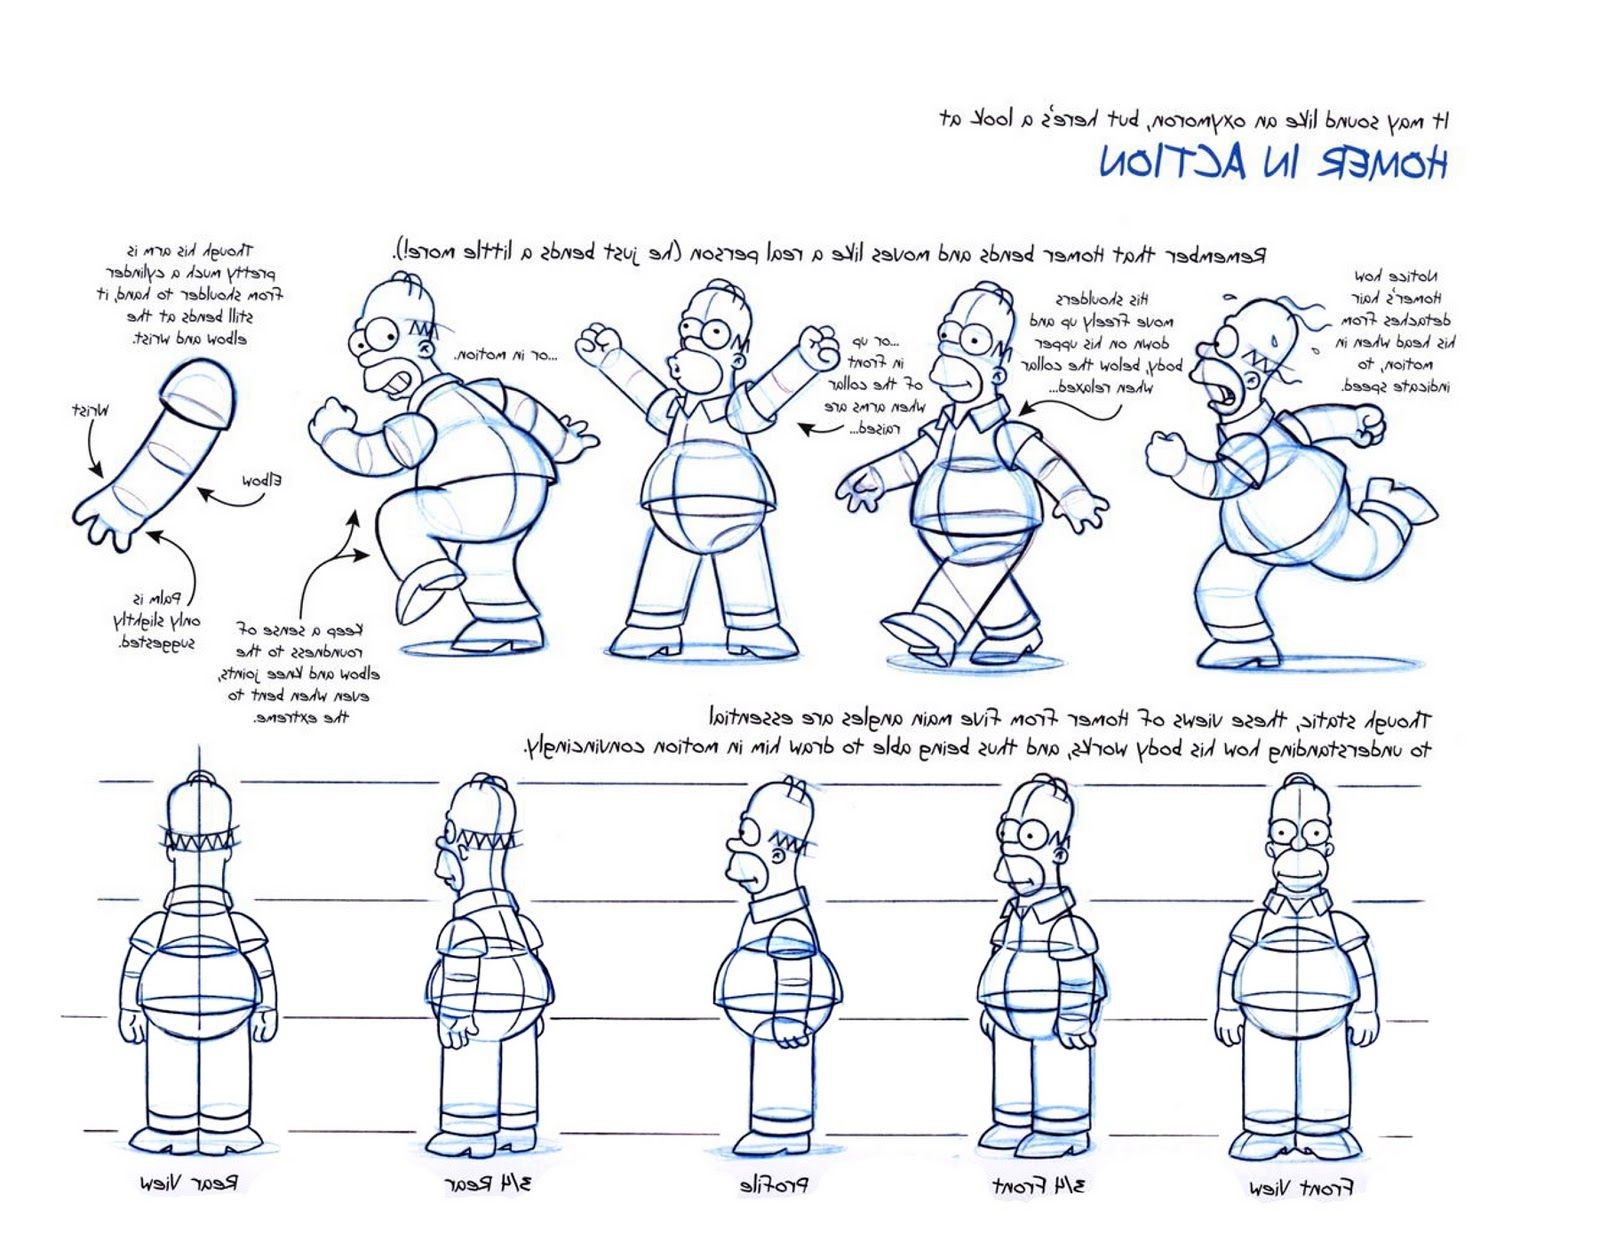 It may sound like an oxymoron, but here's a look at
HOMER IN ACTION
Remember that Homer bends and moves like a real person (he just bends a little more!).
Notice how
Homer's hair
detaches from
his head when in
motion, to
indicate speed.
His shoulders
move freely up and
down on his upper
body, below the collar
when relaxed...
...or up
in front
of the collar
when arms are
raised...
...or in motion.
Though his arm is
pretty much a cylinder
from shoulder to hand, it
still bends at the
elbow and wrist.
Wrist
Elbow
Palm is
only slightly
suggested.
Keep a sense of
roundness to the
elbow and knee joints,
even when bent to
the extreme.
Though static, these views of Homer from five main angles are essential
to understanding how his body works, and thus being able to draw him in motion convincingly.
Front View
3/4 Front
Profile
3/4 Rear
Rear View